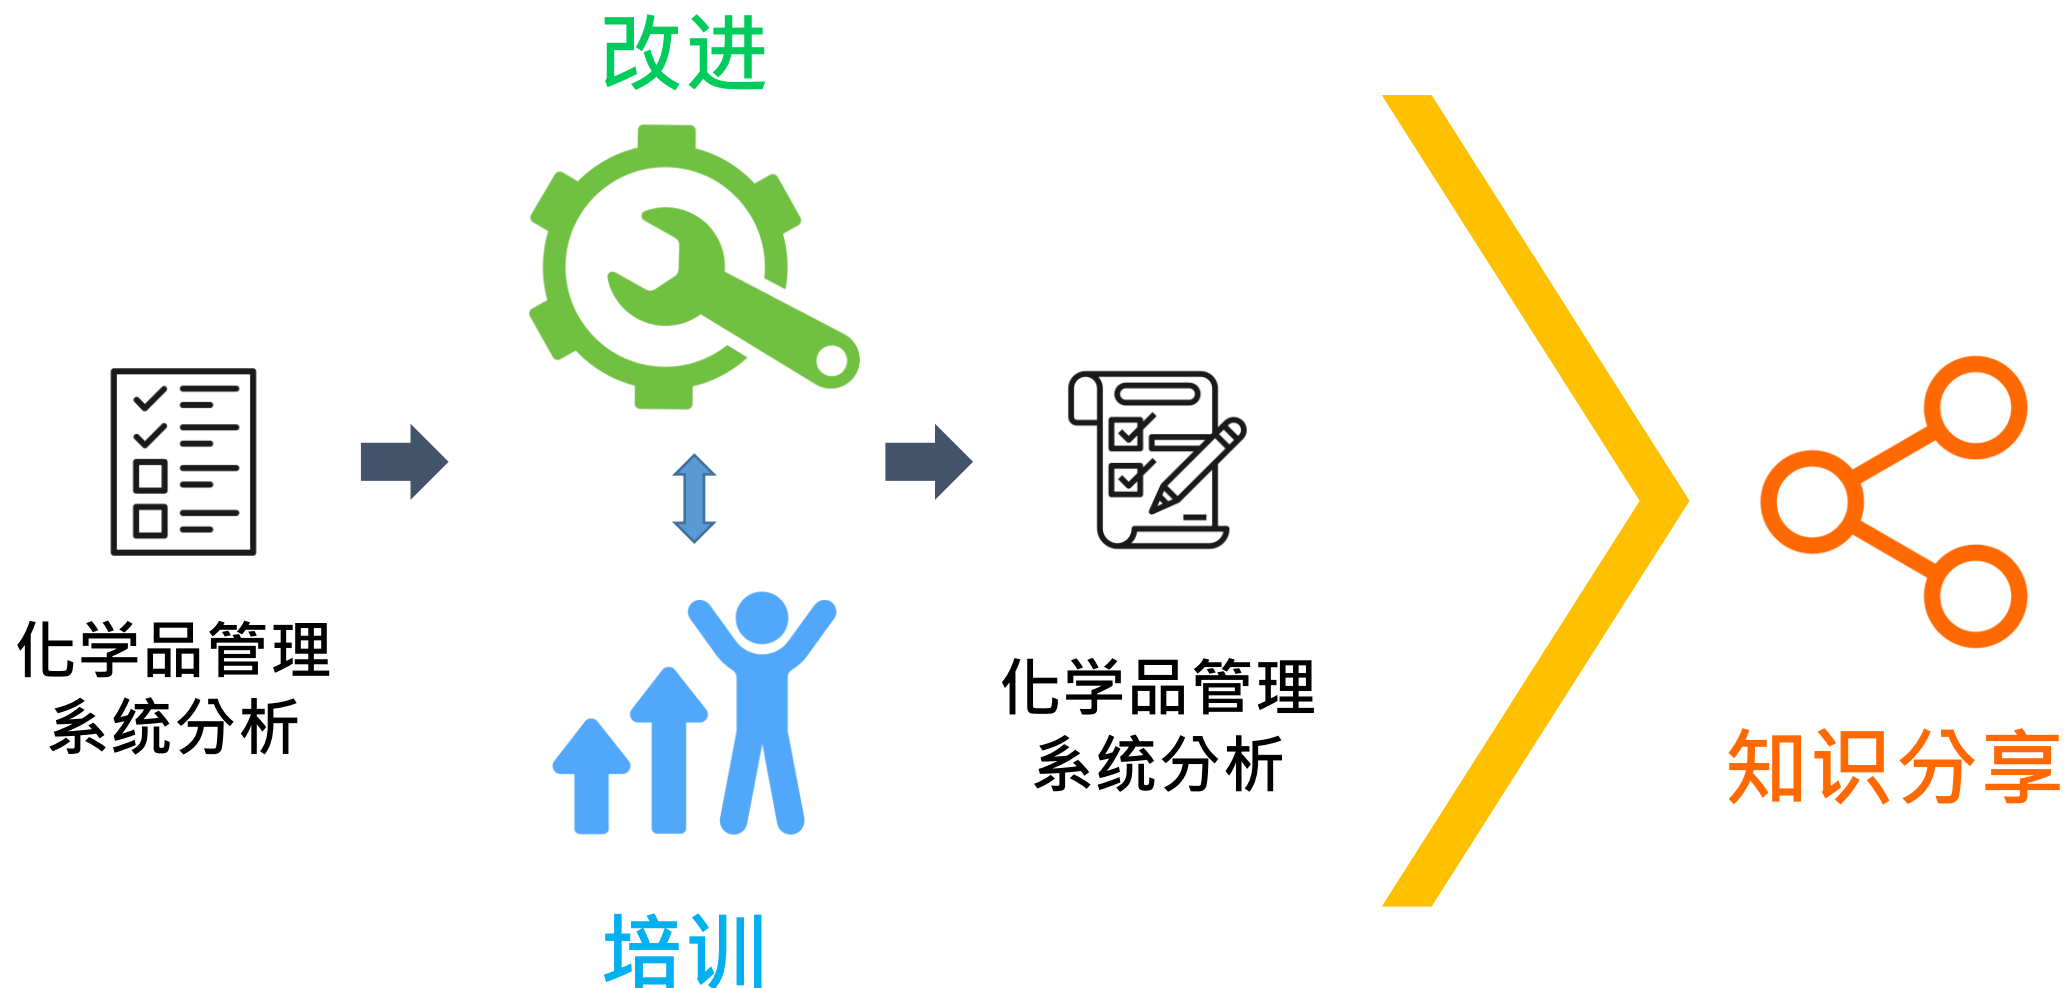 改进
化学品管理
系统分析
培训
化学品管理
系统分析
知识分享